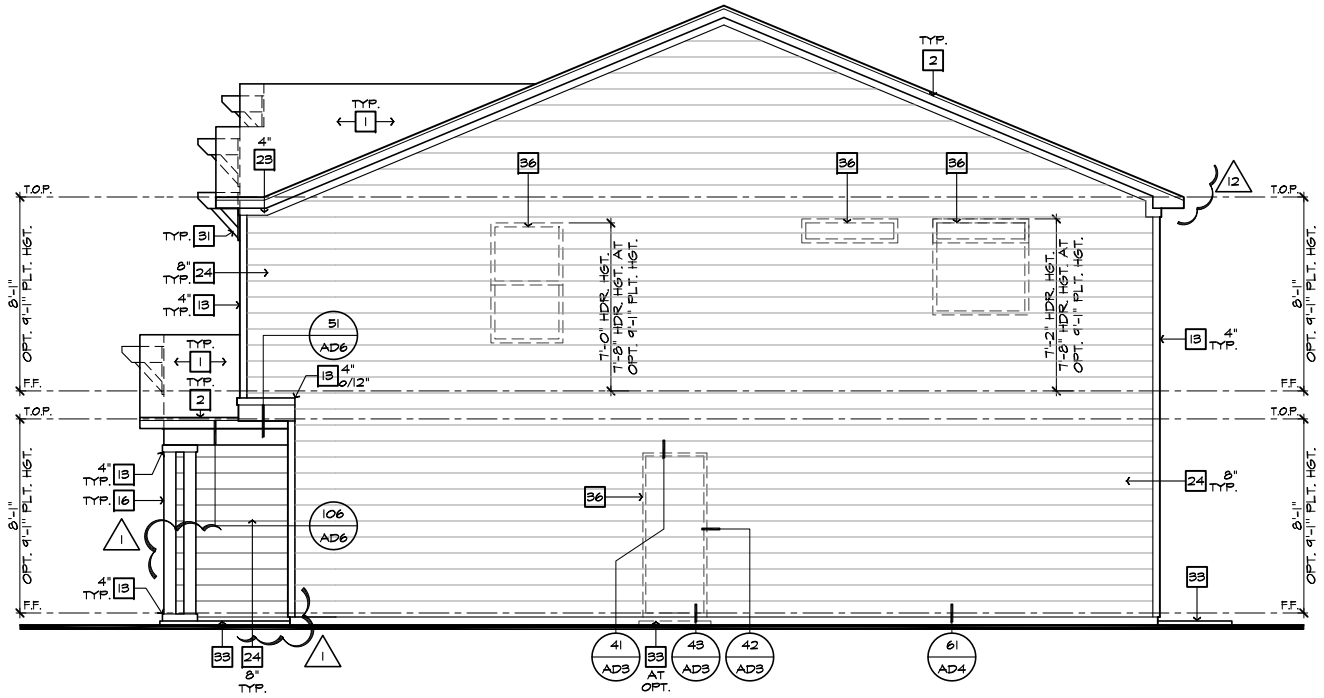 TYP.
2
TYP.
1
4"
23
36
36
36
12
T.O.P.
T.O.P.
TYP. 31
8"
TYP. 24
4"
TYP. 13
8'-1"
OPT. 9'-1" PLT. HGT.
7'-0" HDR. HGT.
7'-8" HDR. HGT. AT
OPT. 9'-1" PLT. HGT.
7'-2" HDR. HGT.
7'-8" HDR. HGT. AT
OPT. 9'-1" PLT. HGT.
8'-1"
OPT. 9'-1" PLT. HGT.
51
AD6
13 4"
TYP.
TYP.
1
TYP.
2
13 4"
6/12"
F.F.
F.F.
T.O.P.
T.O.P.
4"
TYP. 13
TYP. 16
24 8"
TYP.
36
8'-1"
OPT. 9'-1" PLT. HGT.
8'-1"
OPT. 9'-1" PLT. HGT.
106
AD6
1
4"
TYP. 13
33
F.F.
F.F.
33
24
8"
TYP.
1
41
AD3
33
AT
OPT.
43
AD3
42
AD3
61
AD4